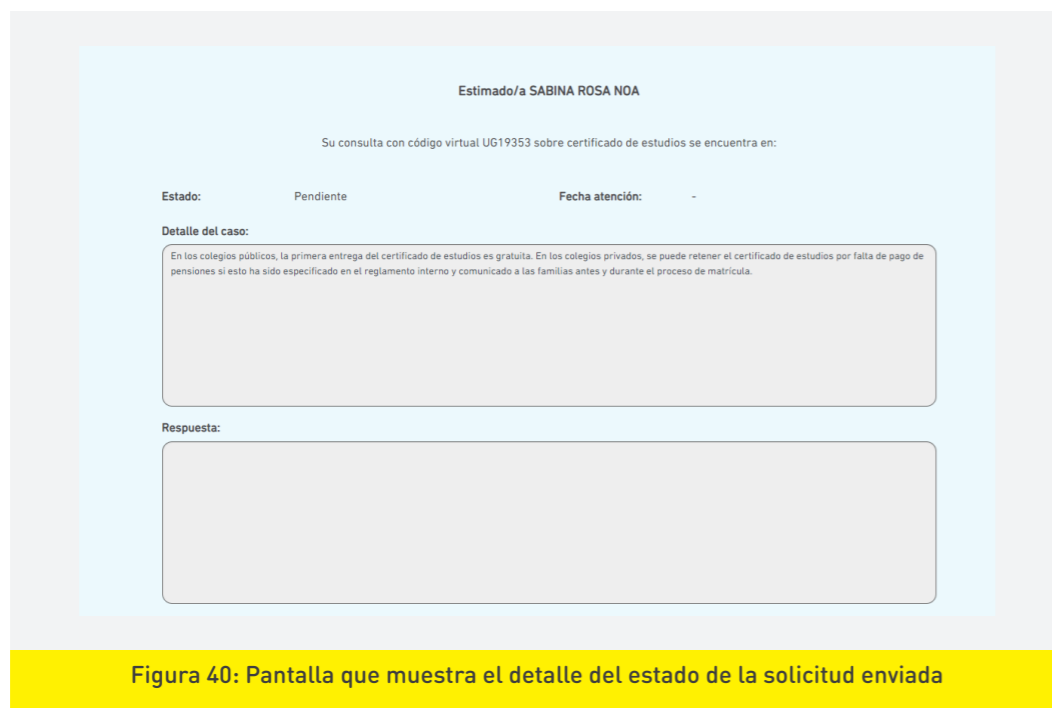 Estimado/a SABINA ROSA NOA
Su consulta con código virtual UG19353 sobre certificado de estudios se encuentra en:
Estado: Pendiente Fecha atención: -
Detalle del caso:
En los colegios públicos, la primera entrega del certificado de estudios es gratuita. En los colegios privados, se puede retener el certificado de estudios por falta de pago de
pensiones si esto ha sido especificado en el reglamento interno y comunicado a las familias antes y durante el proceso de matrícula.
Respuesta:
Figura 40: Pantalla que muestra el detalle del estado de la solicitud enviada